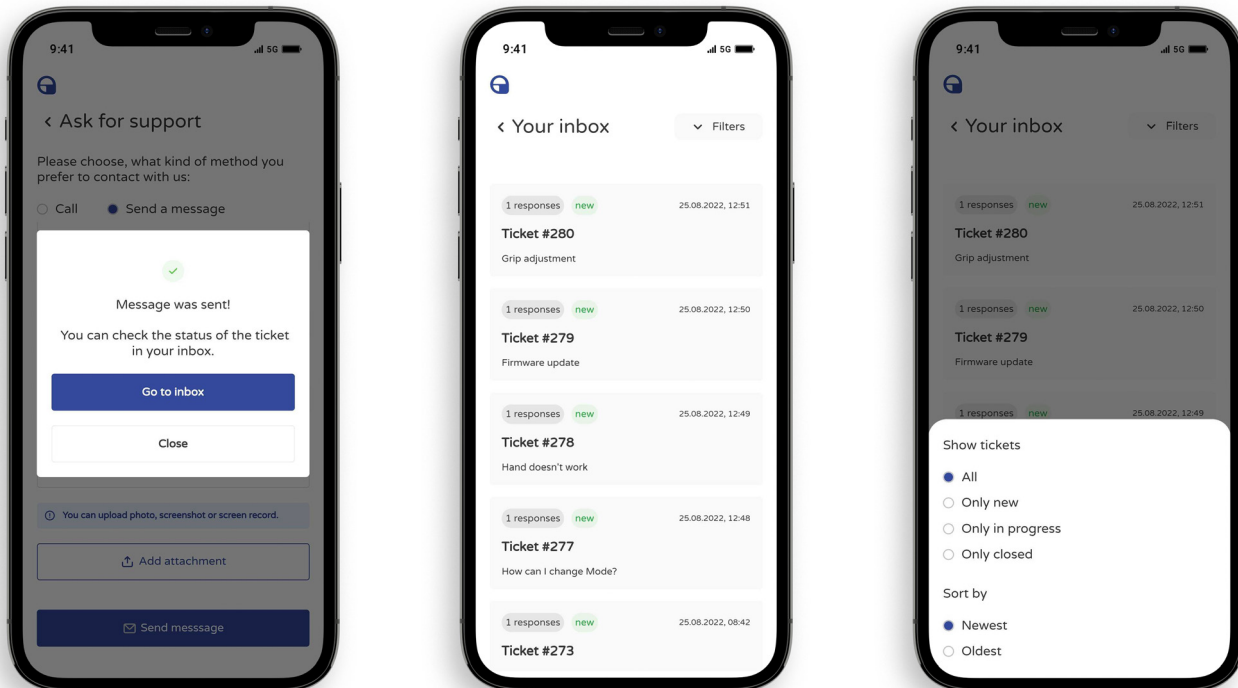 9:41
5G
Ask for support
Please choose, what kind of method you
prefer to contact with us:
Call
Send a message
Message was sent!
You can check the status of the ticket
in your inbox.
Go to inbox
Close
You can upload photo, screenshot or screen record.
Add attachment
Send messsage
9:41
5G
Your inbox
Filters
1 responses new 25.08.2022, 12:51
Ticket #280
Grip adjustment
1 responses new 25.08.2022, 12:50
Ticket #279
Firmware update
1 responses new 25.08.2022, 12:49
Ticket #278
Hand doesn't work
1 responses new 25.08.2022, 12:48
Ticket #277
How can I change Mode?
1 responses new 25.08.2022, 08:42
Ticket #273
9:41
5G
Your inbox
Filters
1 responses new 25.08.2022, 12:51
Ticket #280
Grip adjustment
1 responses new 25.08.2022, 12:50
Ticket #279
Firmware update
1 responses new 25.08.2022, 12:49
Show tickets
All
Only new
Only in progress
Only closed
Sort by
Newest
Oldest